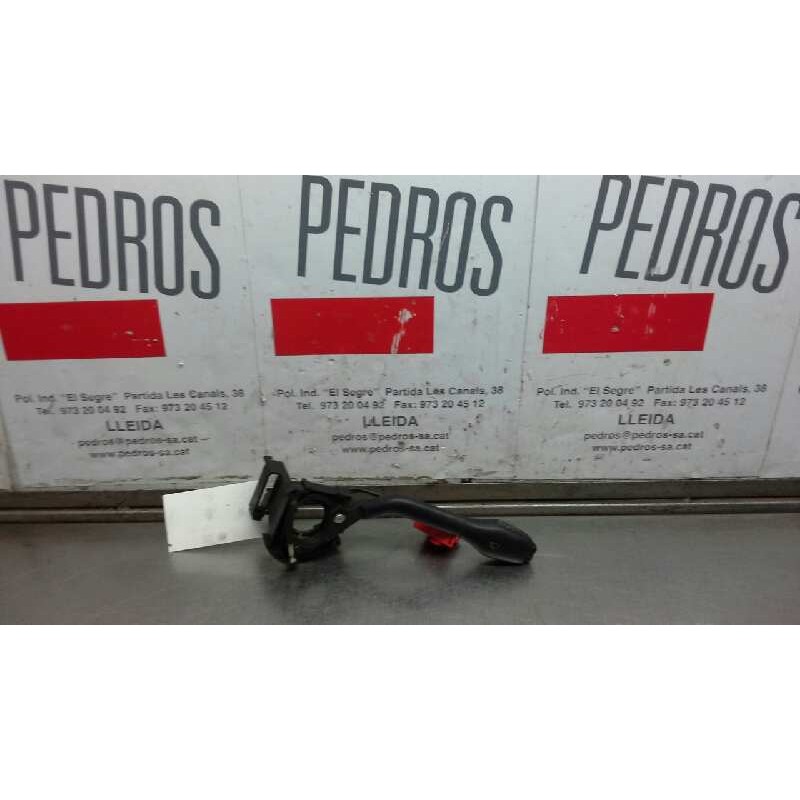 PEDROS
Pol. Ind. "El Segre" Partida Les Canals, 38
Tel. 973 20 04 92 Fax: 973 20 45 12
LLEIDA
pedros@pedros-sa.cat
www.pedros-sa.cat
PEDROS
Pol. Ind. "El Segre" Partida Les Canals, 38
Tel. 973 20 04 92 Fax: 973 20 45 12
LLEIDA
pedros@pedros-sa.cat
www.pedros-sa.cat
PEDROS
Pol. Ind. "El Segre" Partida Les Canals, 38
Tel. 973 20 04 92 Fax: 973 20 45 12
LLEIDA
pedros@pedros-sa.cat
www.pedros-sa.cat